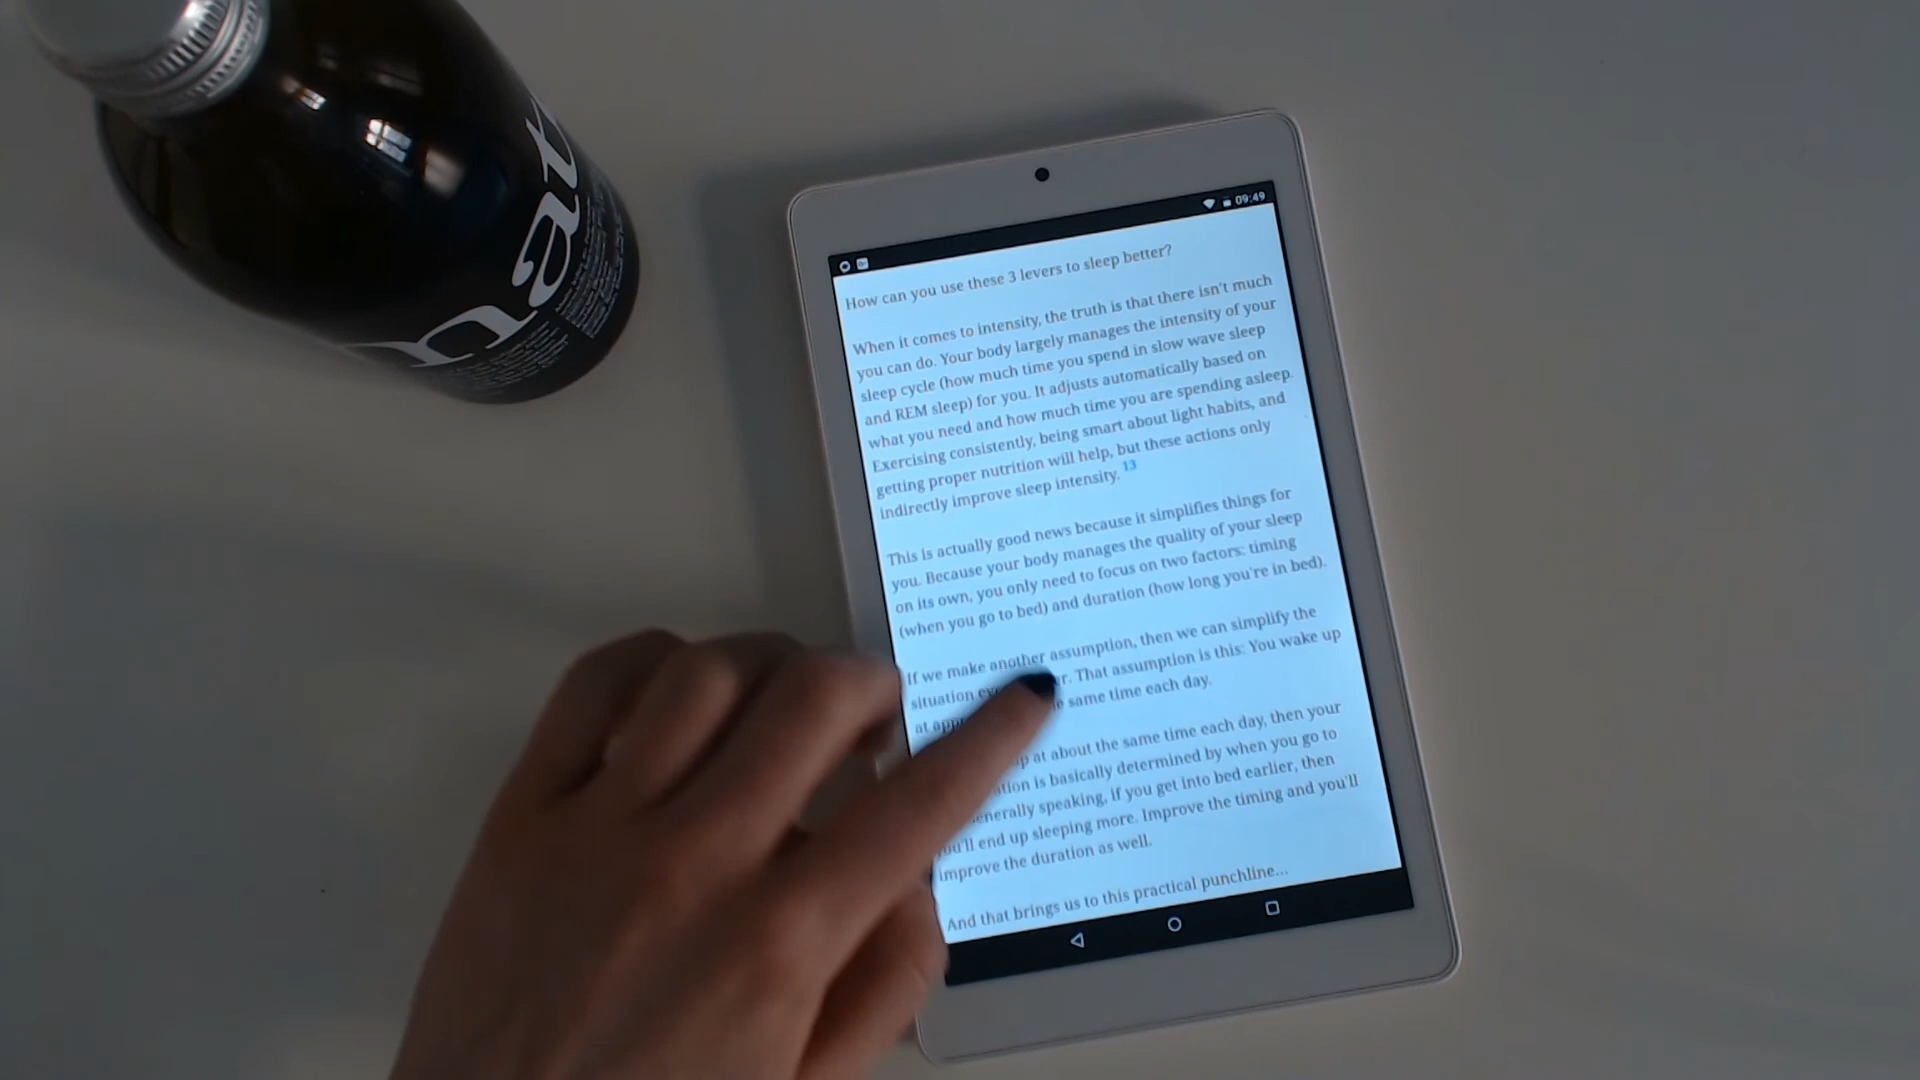 hat
09:49
How can you use these 3 levers to sleep better?
When it comes to intensity, the truth is that there isn't much
you can do. Your body largely manages the intensity of your
sleep cycle (how much time you spend in slow wave sleep
and REM sleep) for you. It adjusts automatically based on
what you need and how much time you are spending asleep.
Exercising consistently, being smart about light habits, and
getting proper nutrition will help, but these actions only
indirectly improve sleep intensity. 13
This is actually good news because it simplifies things for
you. Because your body manages the quality of your sleep
on its own, you only need to focus on two factors: timing
(when you go to bed) and duration (how long you're in bed).
If we make another assumption, then we can simplify the
situation That assumption is this: You wake up
at same time each day.
at about the same time each day, then your
is basically determined by when you go to
speaking, if you get into bed earlier, then
you'll end up sleeping more. Improve the timing and you'll
improve the duration as well.
And that brings us to this practical punchline...